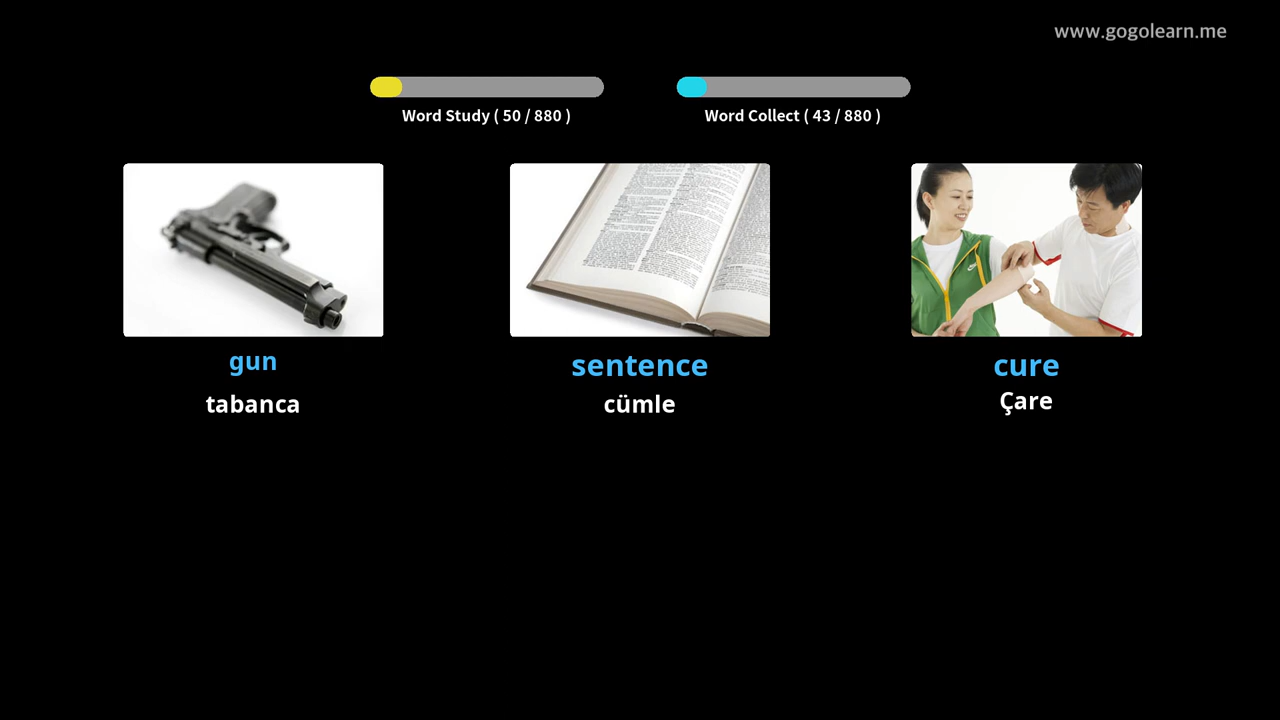 www.gogolearn.me
Word Study ( 50 / 880 )
Word Collect ( 43 / 880 )
gun
tabanca
sentence
cümle
cure
Çare